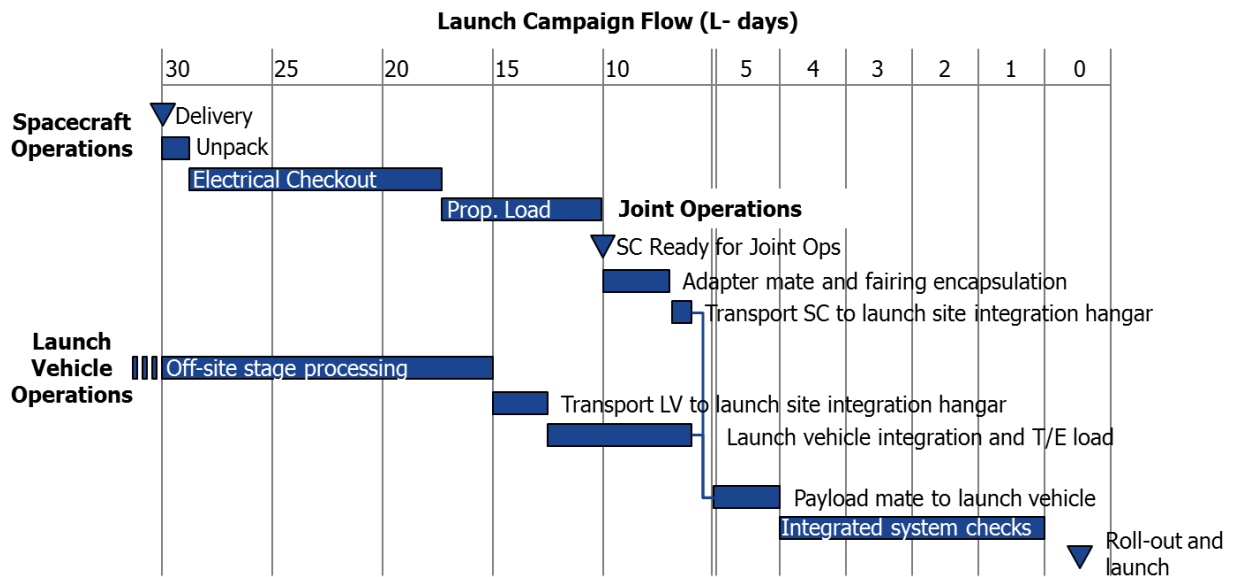 Launch Campaign Flow (L- days)
30 25 20 15 10 5 4 3 2 1 0
Spacecraft
Operations
Delivery
Unpack
Electrical Checkout
Prop. Load
Joint Operations
SC Ready for Joint Ops
Adapter mate and fairing encapsulation
Transport SC to launch site integration hangar
Launch
Vehicle
Operations
Off-site stage processing
Transport LV to launch site integration hangar
Launch vehicle integration and T/E load
Payload mate to launch vehicle
Integrated system checks
Roll-out and
launch